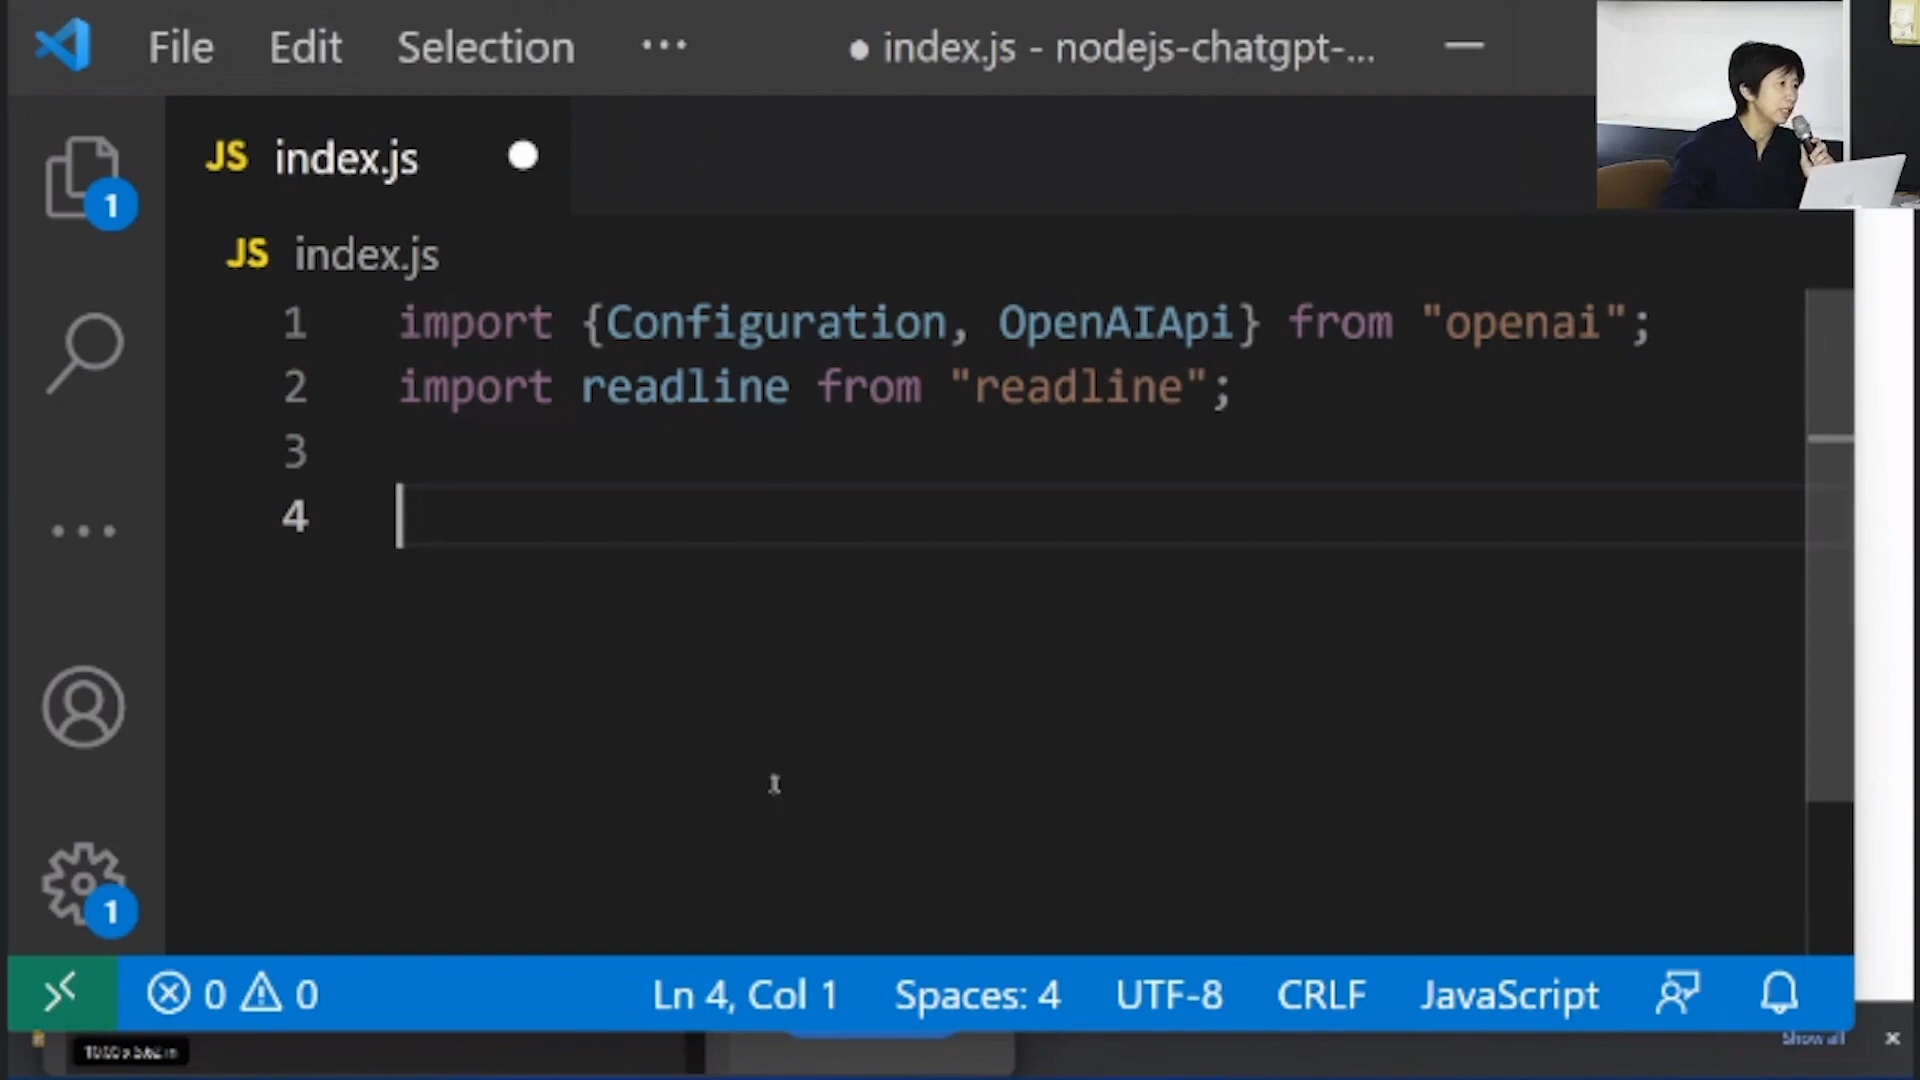 File Edit Selection ··· ● index.js - nodejs-chatgpt-...
JS index.js ●
1
JS index.js
1 import {Configuration, OpenAIApi} from "openai";
2 import readline from "readline";
3
4
1
0 0 Ln 4, Col 1 Spaces: 4 UTF-8 CRLF JavaScript
Show all